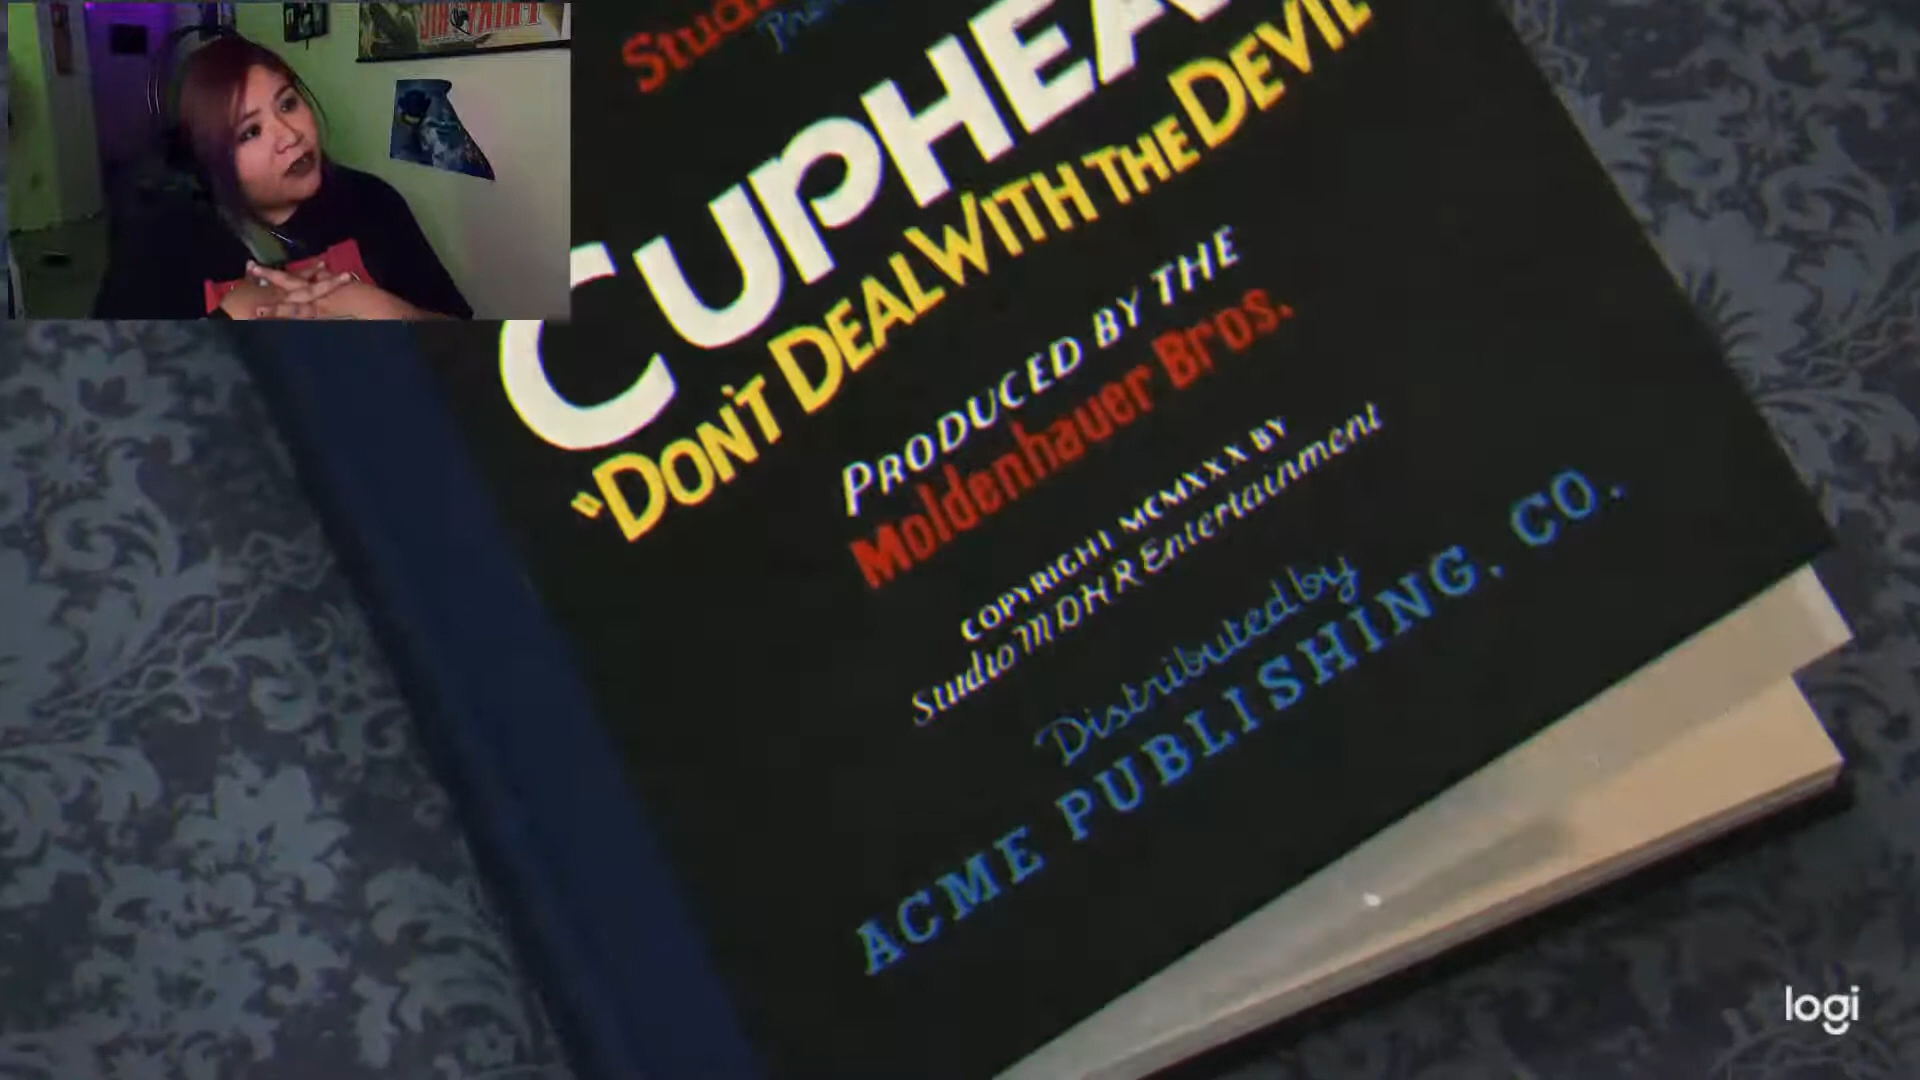 CUPHEA
"DON'T DEAL WITH THE DEVIL
PRODUCED BY THE
Moldenhauer Bros.
COPYRIGHT MCMXXX BY
Studio MDHR Entertainment
Distributed by
ACME PUBLISHING. CO.
logi